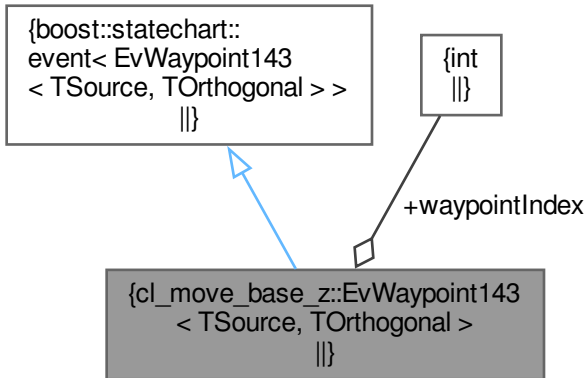 {boost::statechart::
event< EvWaypoint143
< TSource, TOrthogonal > >
||}
{int
||}
+waypointIndex
{cl_move_base_z::EvWaypoint143
< TSource, TOrthogonal >
||}